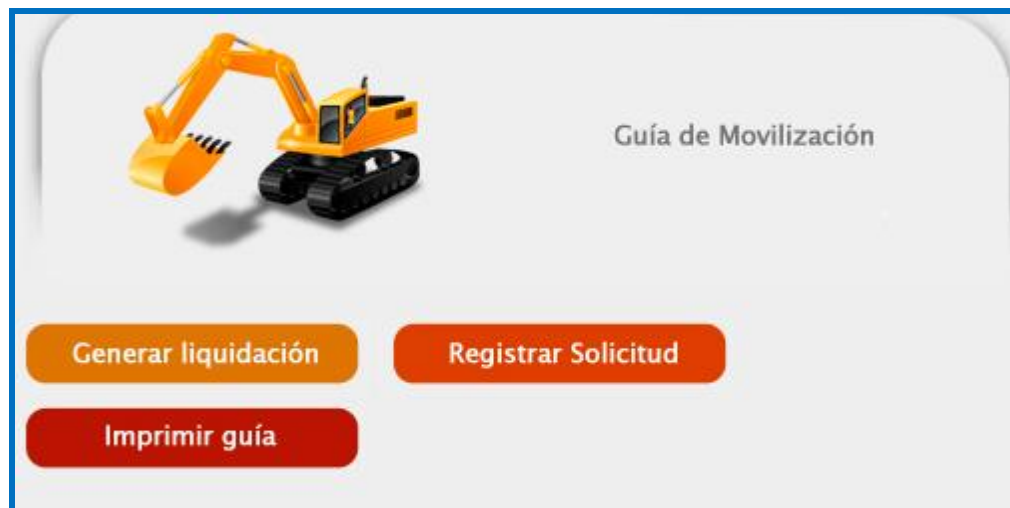 Guía de Movilización
Generar liquidación
Registrar Solicitud
Imprimir guía